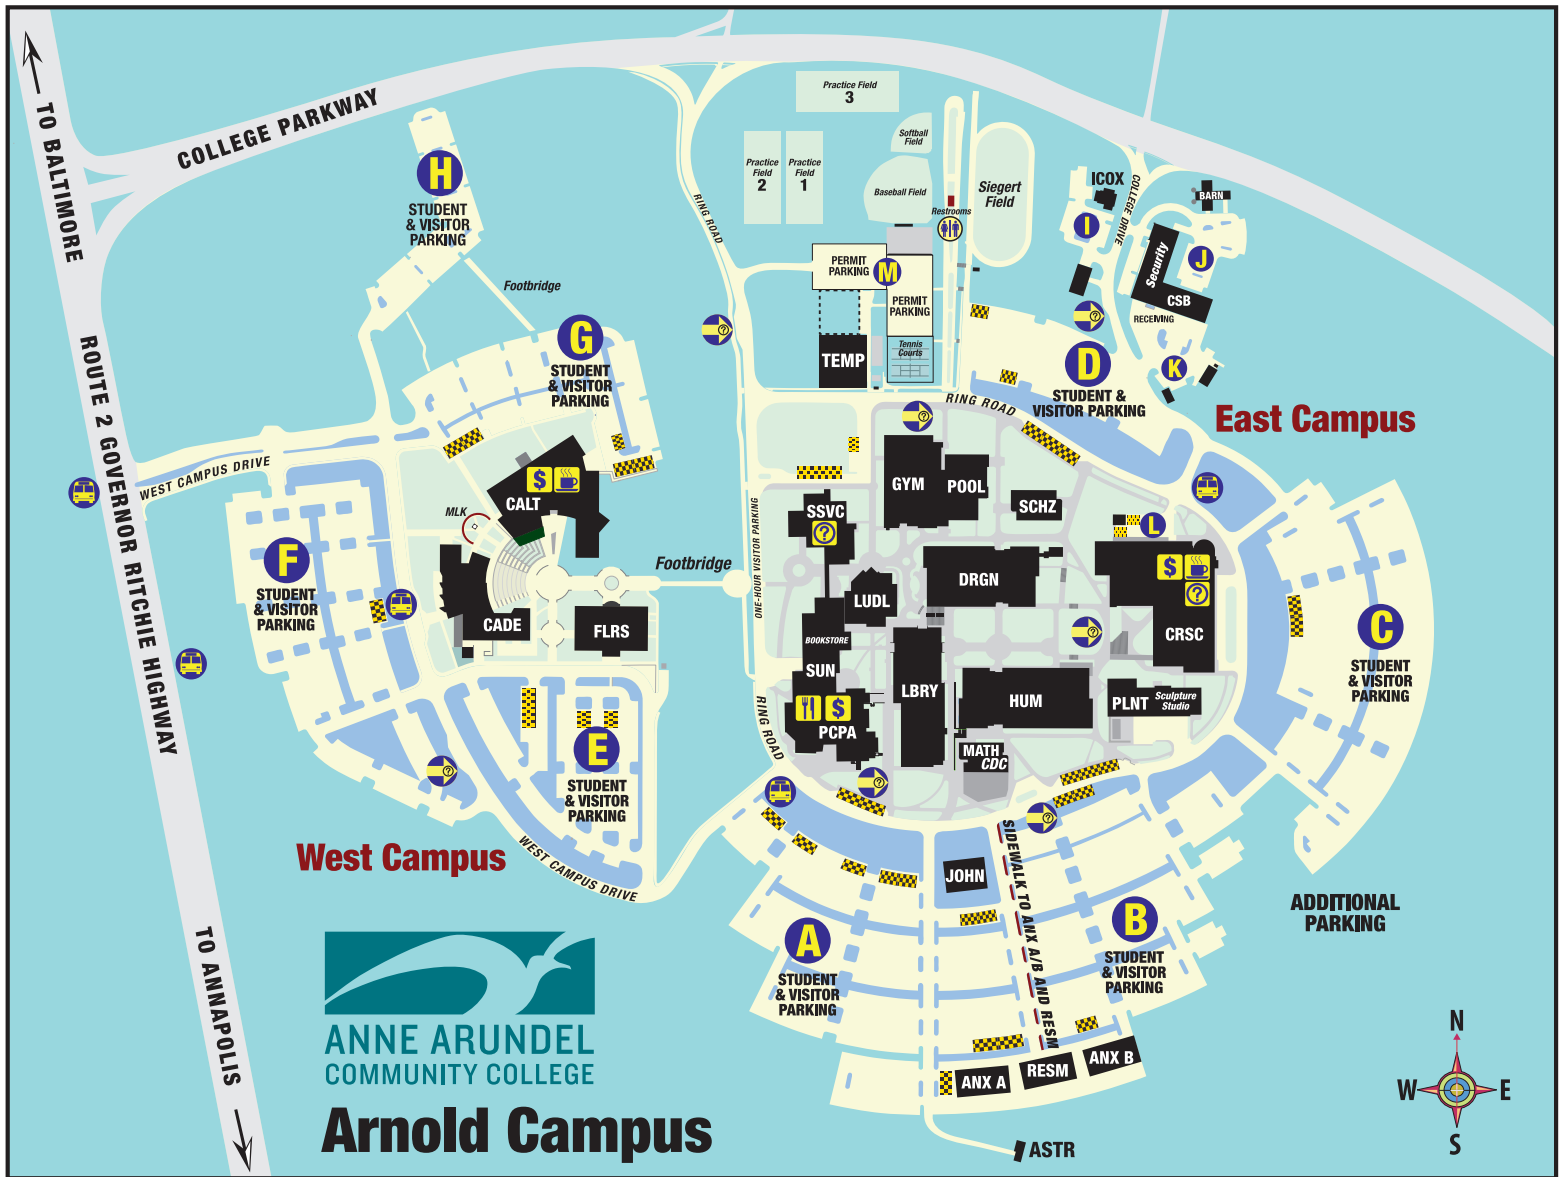 TO BALTIMORE
COLLEGE PARKWAY
ROUTE 2 GOVERNOR RITCHIE HIGHWAY
TO ANNAPOLIS
H
STUDENT
& VISITOR
PARKING
Footbridge
G
STUDENT
& VISITOR
PARKING
WEST CAMPUS DRIVE
F
STUDENT
& VISITOR
PARKING
MLK
CALT
$
CADE
FLRS
Footbridge
E
STUDENT
& VISITOR
PARKING
WEST CAMPUS DRIVE
West Campus
RING ROAD
?
Practice Field
3
Practice
Field
2
Practice
Field
1
Softball
Field
Baseball Field
Restrooms
Siegert
Field
PERMIT
PARKING
M
PERMIT
PARKING
TEMP
Tennis
Courts
ICOX
I
COLLEGE DRIVE
BARN
J
Security
CSB
RECEIVING
?
K
D
STUDENT &
VISITOR PARKING
East Campus
RING ROAD
?
ONE-HOUR VISITOR PARKING
GYM
POOL
SCHZ
SSVC
?
L
DRGN
LUDL
BOOKSTORE
SUN
LBRY
$
?
CRSC
?
HUM
PLNT
Sculpture
Studio
$
PCPA
MATH
CDC
RING ROAD
?
?
?
C
STUDENT
& VISITOR
PARKING
ADDITIONAL
PARKING
JOHN
SIDEWALK TO ANX A/B AND RESM
A
STUDENT
& VISITOR
PARKING
B
STUDENT
& VISITOR
PARKING
ANX A
RESM
ANX B
ASTR
ANNE ARUNDEL
COMMUNITY COLLEGE
Arnold Campus
N
W
E
S